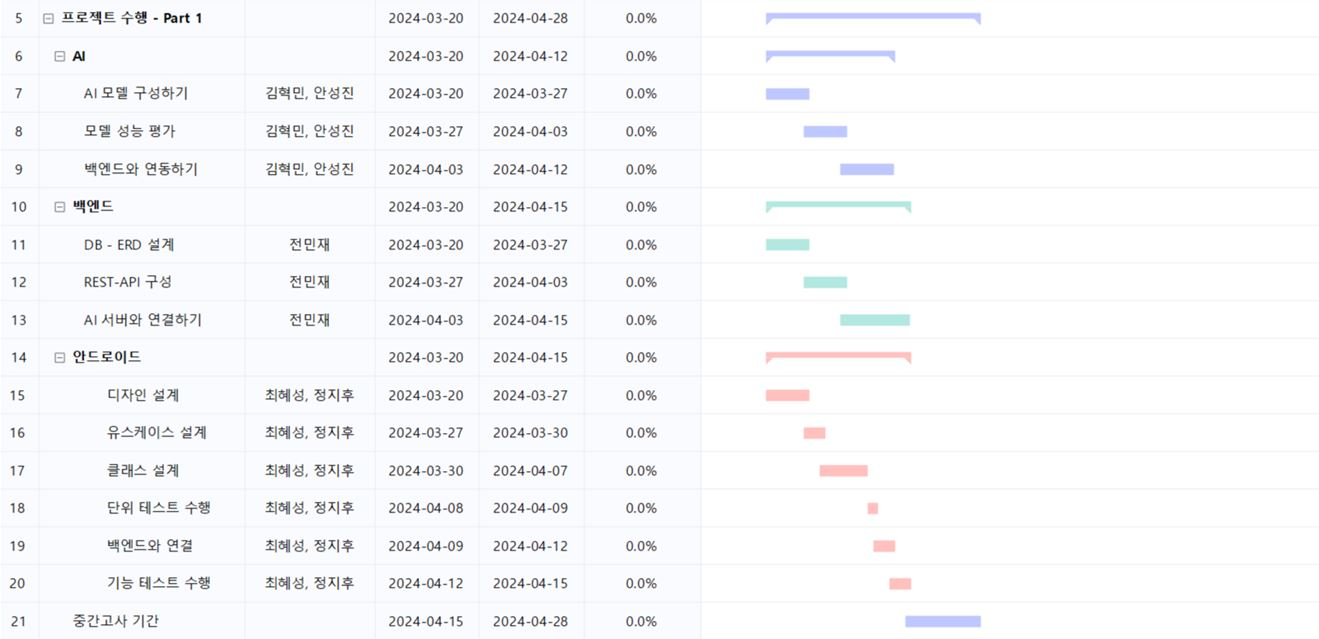 5 프로젝트 수행 - Part 1 2024-03-20 2024-04-28 0.0%
6 AI 2024-03-20 2024-04-12 0.0%
7 AI 모델 구성하기 김혁민, 안성진 2024-03-20 2024-03-27 0.0%
8 모델 성능 평가 김혁민, 안성진 2024-03-27 2024-04-03 0.0%
9 백엔드와 연동하기 김혁민, 안성진 2024-04-03 2024-04-12 0.0%
10 백엔드 2024-03-20 2024-04-15 0.0%
11 DB - ERD 설계 전민재 2024-03-20 2024-03-27 0.0%
12 REST-API 구성 전민재 2024-03-27 2024-04-03 0.0%
13 AI 서버와 연결하기 전민재 2024-04-03 2024-04-15 0.0%
14 안드로이드 2024-03-20 2024-04-15 0.0%
15 디자인 설계 최혜성, 정지후 2024-03-20 2024-03-27 0.0%
16 유스케이스 설계 최혜성, 정지후 2024-03-27 2024-03-30 0.0%
17 클래스 설계 최혜성, 정지후 2024-03-30 2024-04-07 0.0%
18 단위 테스트 수행 최혜성, 정지후 2024-04-08 2024-04-09 0.0%
19 백엔드와 연결 최혜성, 정지후 2024-04-09 2024-04-12 0.0%
20 기능 테스트 수행 최혜성, 정지후 2024-04-12 2024-04-15 0.0%
21 중간고사 기간 2024-04-15 2024-04-28 0.0%